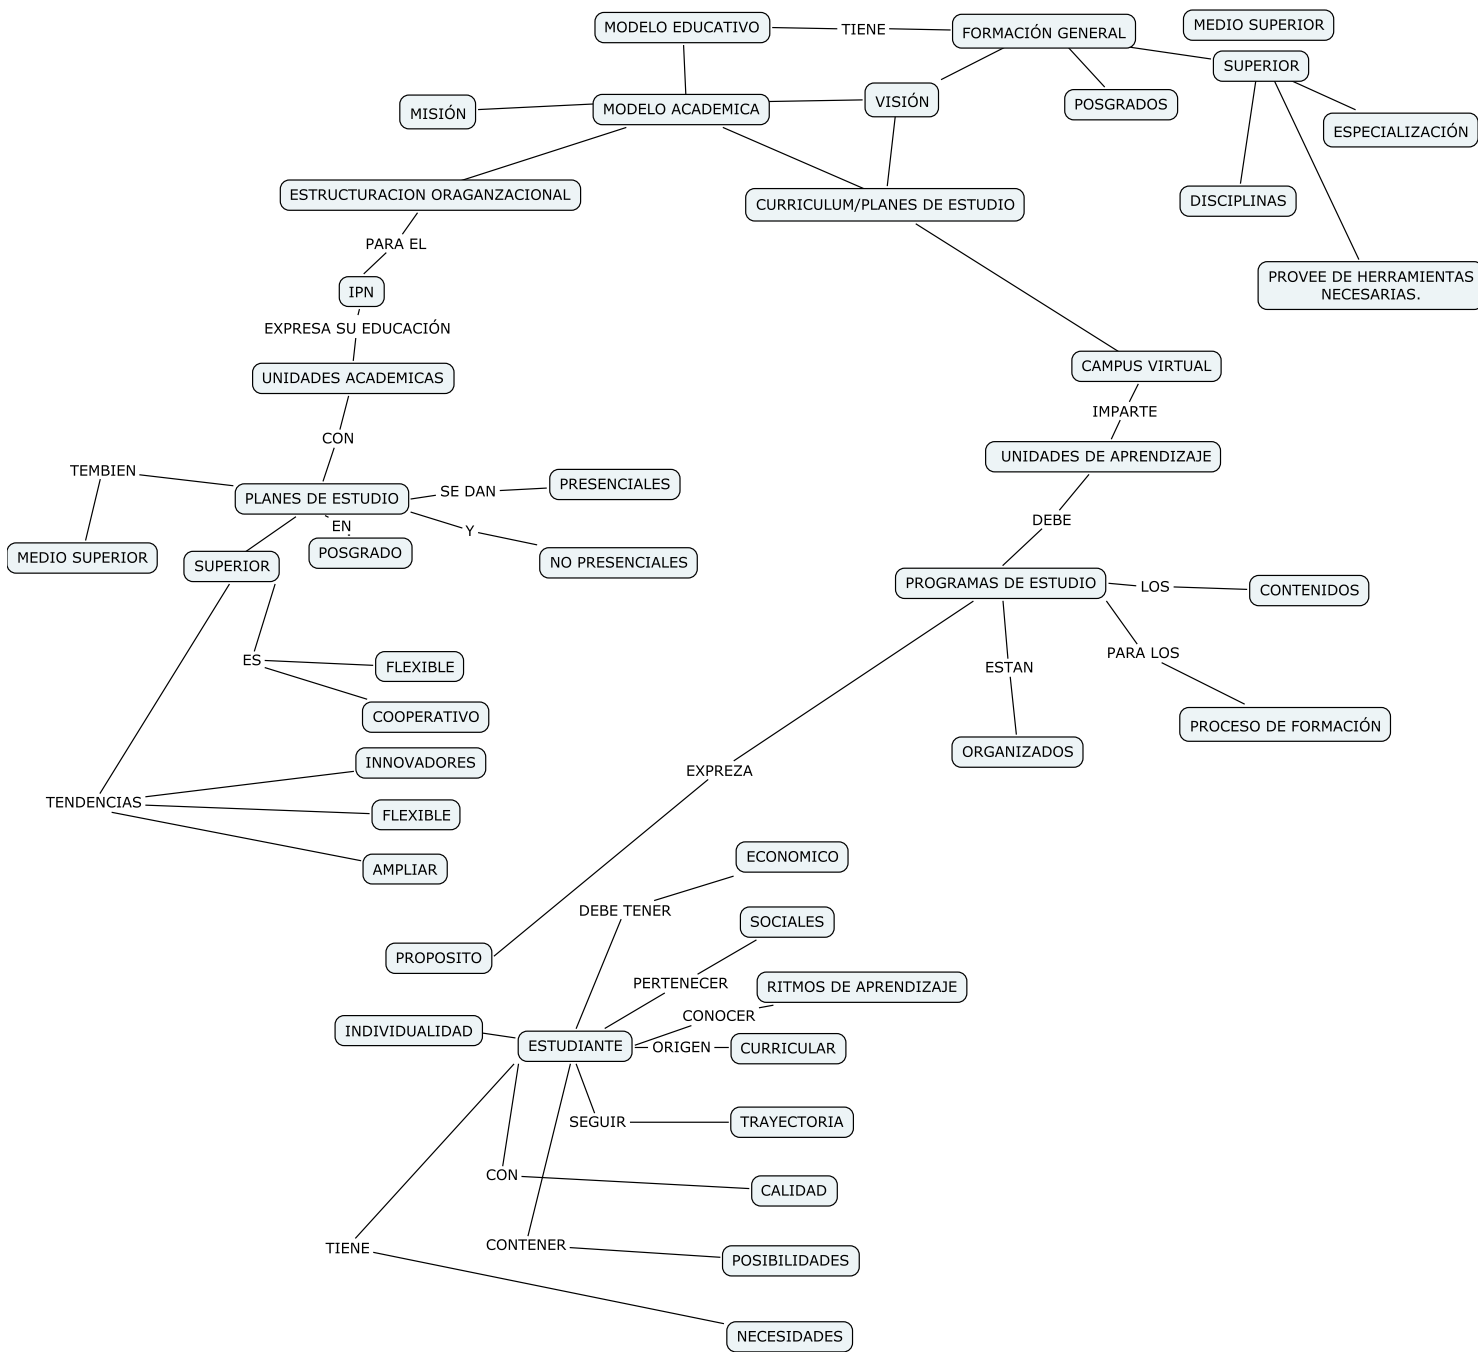 MODELO EDUCATIVO
TIENE
FORMACIÓN GENERAL
MEDIO SUPERIOR
SUPERIOR
MISIÓN
MODELO ACADEMICA
VISIÓN
POSGRADOS
ESPECIALIZACIÓN
ESTRUCTURACION ORAGANZACIONAL
CURRICULUM/PLANES DE ESTUDIO
DISCIPLINAS
PARA EL
PROVEE DE HERRAMIENTAS
NECESARIAS.
IPN
EXPRESA SU EDUCACIÓN
UNIDADES ACADEMICAS
CAMPUS VIRTUAL
IMPARTE
CON
UNIDADES DE APRENDIZAJE
TEMBIEN
PLANES DE ESTUDIO
SE DAN
PRESENCIALES
EN
Y
DEBE
MEDIO SUPERIOR
SUPERIOR
POSGRADO
NO PRESENCIALES
PROGRAMAS DE ESTUDIO
LOS
CONTENIDOS
ES
FLEXIBLE
ESTAN
PARA LOS
COOPERATIVO
PROCESO DE FORMACIÓN
INNOVADORES
ORGANIZADOS
EXPREZA
TENDENCIAS
FLEXIBLE
AMPLIAR
ECONOMICO
DEBE TENER
SOCIALES
PROPOSITO
PERTENECER
RITMOS DE APRENDIZAJE
CONOCER
INDIVIDUALIDAD
ESTUDIANTE
ORIGEN
CURRICULAR
SEGUIR
TRAYECTORIA
CON
CALIDAD
TIENE
CONTENER
POSIBILIDADES
NECESIDADES